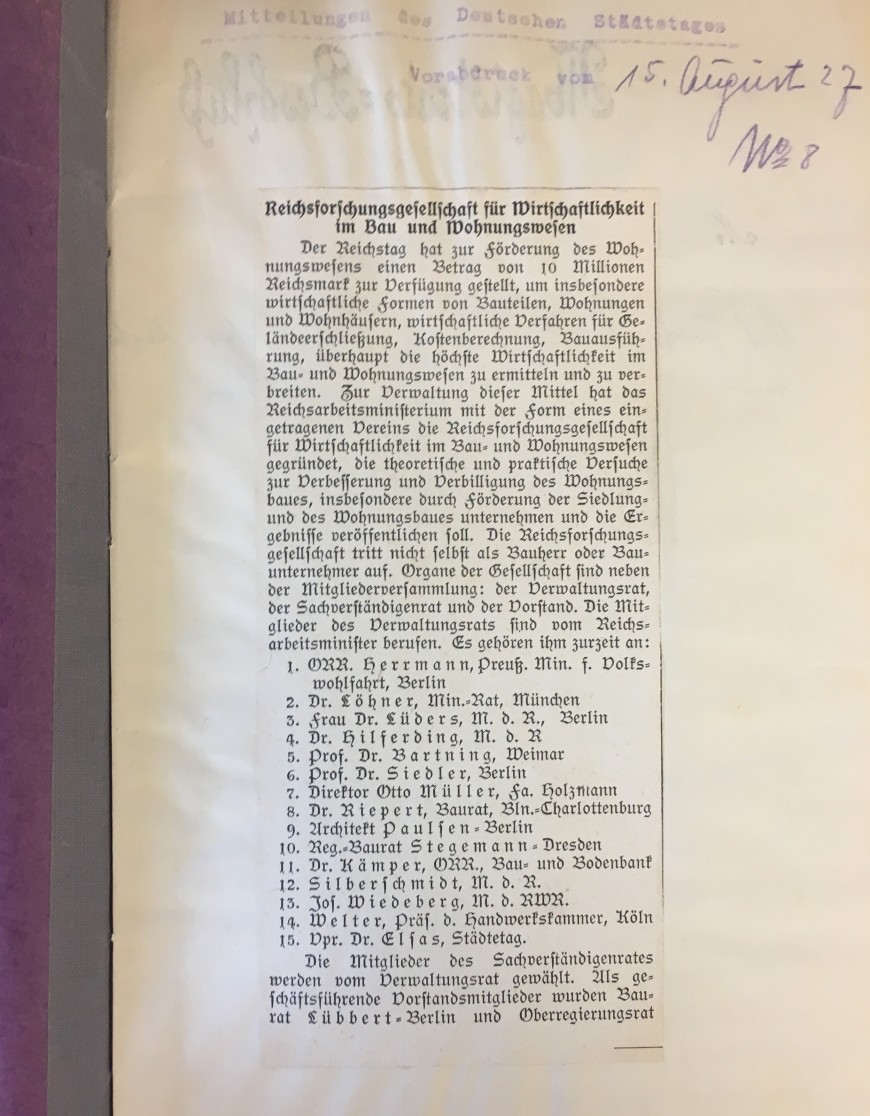 Mitteilungen des Deutschen Städtetages
Vorabdruck vom 15. August 27
No 8
Reichsforschungsgesellschaft für Wirtschaftlichkeit
im Bau und Wohnungswesen
Der Reichstag hat zur Förderung des Woh-
nungswesens einen Betrag von 10 Millionen
Reichsmark zur Verfügung gestellt, um insbesondere
wirtschaftliche Formen von Bauteilen, Wohnungen
und Wohnhäusern, wirtschaftliche Verfahren für Ge-
ländeerschließung, Kostenberechnung, Bauausfüh-
rung, überhaupt die höchste Wirtschaftlichkeit im
Bau- und Wohnungswesen zu ermitteln und zu ver-
breiten. Zur Verwaltung dieser Mittel hat das
Reichsarbeitsministerium mit der Form eines ein-
getragenen Vereins die Reichsforschungsgesellschaft
für Wirtschaftlichkeit im Bau- und Wohnungswesen
gegründet, die theoretische und praktische Versuche
zur Verbesserung und Verbilligung des Wohnungs-
baues, insbesondere durch Förderung der Siedlung-
und des Wohnungsbaues unternehmen und die Er-
gebnisse veröffentlichen soll. Die Reichsforschungs-
gesellschaft tritt nicht selbst als Bauherr oder Bau-
unternehmer auf. Organe der Gesellschaft sind neben
der Mitgliederversammlung: der Verwaltungsrat,
der Sachverständigenrat und der Vorstand. Die Mit-
glieder des Verwaltungsrats sind vom Reichs-
arbeitsminister berufen. Es gehören ihm zurzeit an:
1. ORR. Herrmann, Preuß. Min. f. Volks-
wohlfahrt, Berlin
2. Dr. Löhner, Min.-Rat, München
3. Frau Dr. Lüders, M. d. R., Berlin
4. Dr. Hilferding, M. d. R
5. Prof. Dr. Bartning, Weimar
6. Prof. Dr. Siedler, Berlin
7. Direktor Otto Müller, Fa. Holzmann
8. Dr. Riepert, Baurat, Bln.-Charlottenburg
9. Architekt Paulsen-Berlin
10. Reg.-Baurat Stegemann-Dresden
11. Dr. Kämper, ORR., Bau- und Bodenbank
12. Silberschmidt, M. d. R.
13. Jos. Wiedeberg, M. d. RWR.
14. Welter, Präs. d. Handwerkskammer, Köln
15. Vpr. Dr. Elsas, Städtetag.
Die Mitglieder des Sachverständigenrates
werden vom Verwaltungsrat gewählt. Als ge-
schäftsführende Vorstandsmitglieder wurden Bau-
rat Lübbert-Berlin und Oberregierungsrat